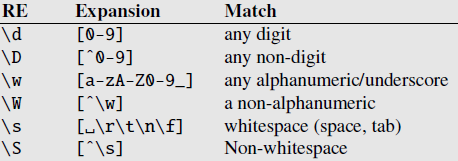 RE Expansion Match
\d [0-9] any digit
\D [^0-9] any non-digit
\w [a-zA-Z0-9_] any alphanumeric/underscore
\W [^\w] a non-alphanumeric
\s [␣\r\t\n\f] whitespace (space, tab)
\S [^\s] Non-whitespace